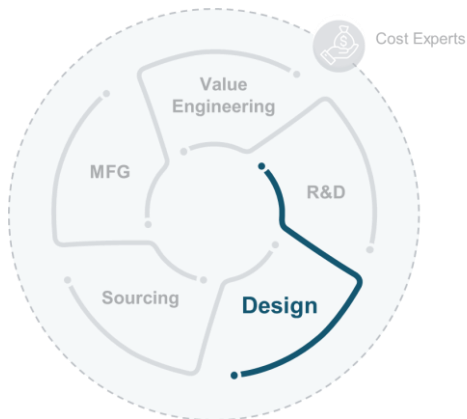 Cost Experts
Value
Engineering
MFG
R&D
Sourcing
Design
$